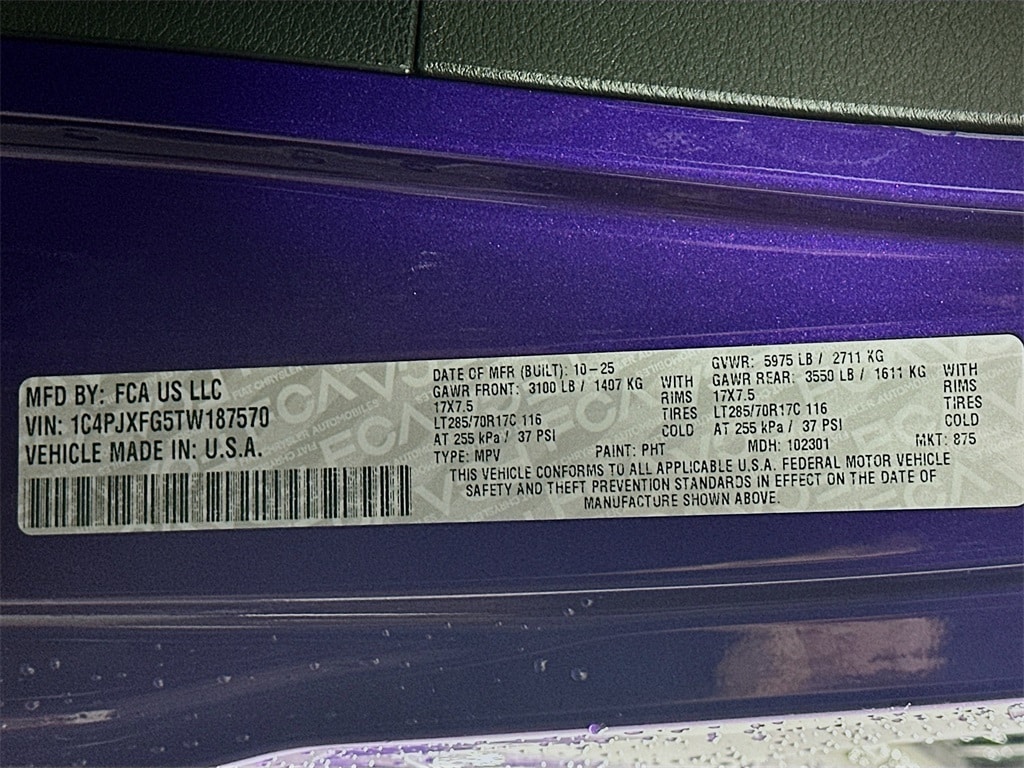 MFD BY: FCA US LLC
VIN: 1C4PJXFG5TW187570
VEHICLE MADE IN: U.S.A.
DATE OF MFR (BUILT): 10-25
GAWR FRONT: 3100 LB / 1407 KG WITH
17X7.5 RIMS
LT285/70R17C 116 TIRES
AT 255 kPa / 37 PSI COLD
TYPE: MPV PAINT: PHT
GVWR: 5975 LB / 2711 KG
GAWR REAR: 3550 LB / 1611 KG WITH
17X7.5 RIMS
LT285/70R17C 116 TIRES
AT 255 kPa / 37 PSI COLD
MDH: 102301 MKT: 875
THIS VEHICLE CONFORMS TO ALL APPLICABLE U.S.A. FEDERAL MOTOR VEHICLE
SAFETY AND THEFT PREVENTION STANDARDS IN EFFECT ON THE DATE OF
MANUFACTURE SHOWN ABOVE.